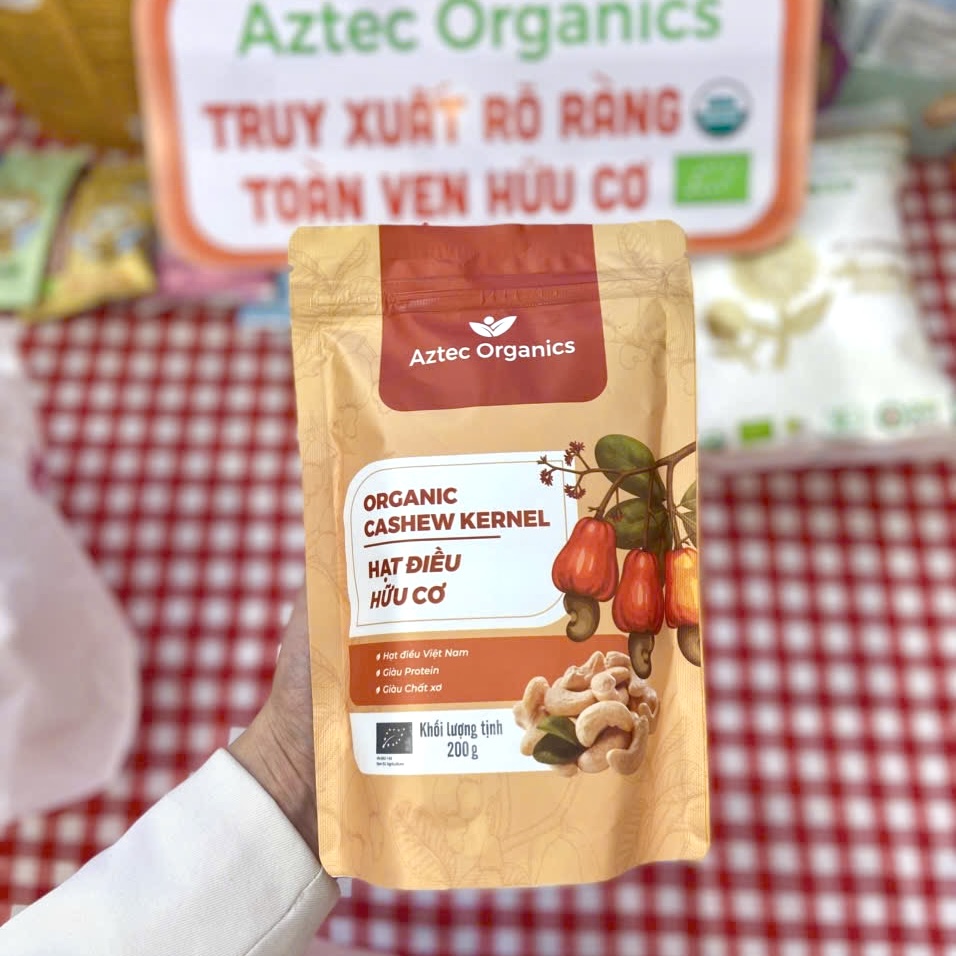 Aztec Organics
TRUY XUẤT RÕ RÀNG
TOÀN VẸN HỮU CƠ
Aztec Organics
ORGANIC
CASHEW KERNEL
HẠT ĐIỀU
HỮU CƠ
Hạt điều Việt Nam
Giàu Protein
Giàu Chất xơ
Khối lượng tịnh
200 g